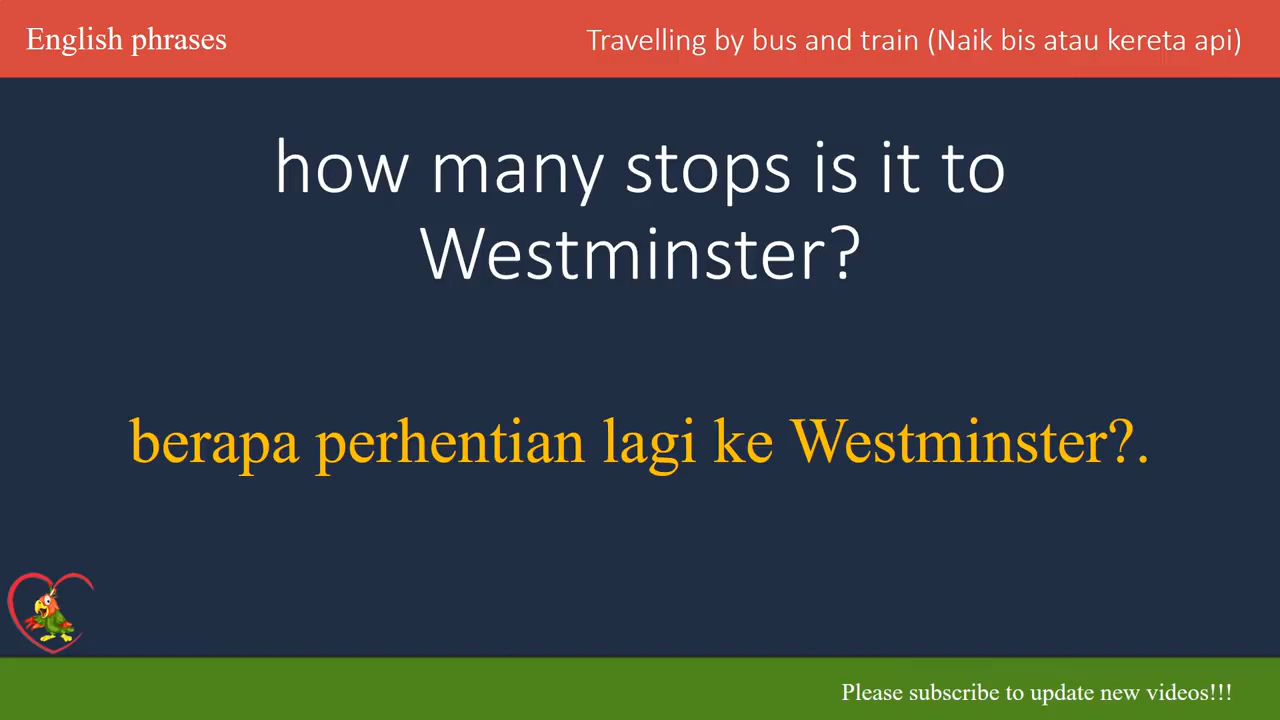 English phrases
Travelling by bus and train (Naik bis atau kereta api)
how many stops is it to
Westminster?
berapa perhentian lagi ke Westminster?.
Please subscribe to update new videos!!!